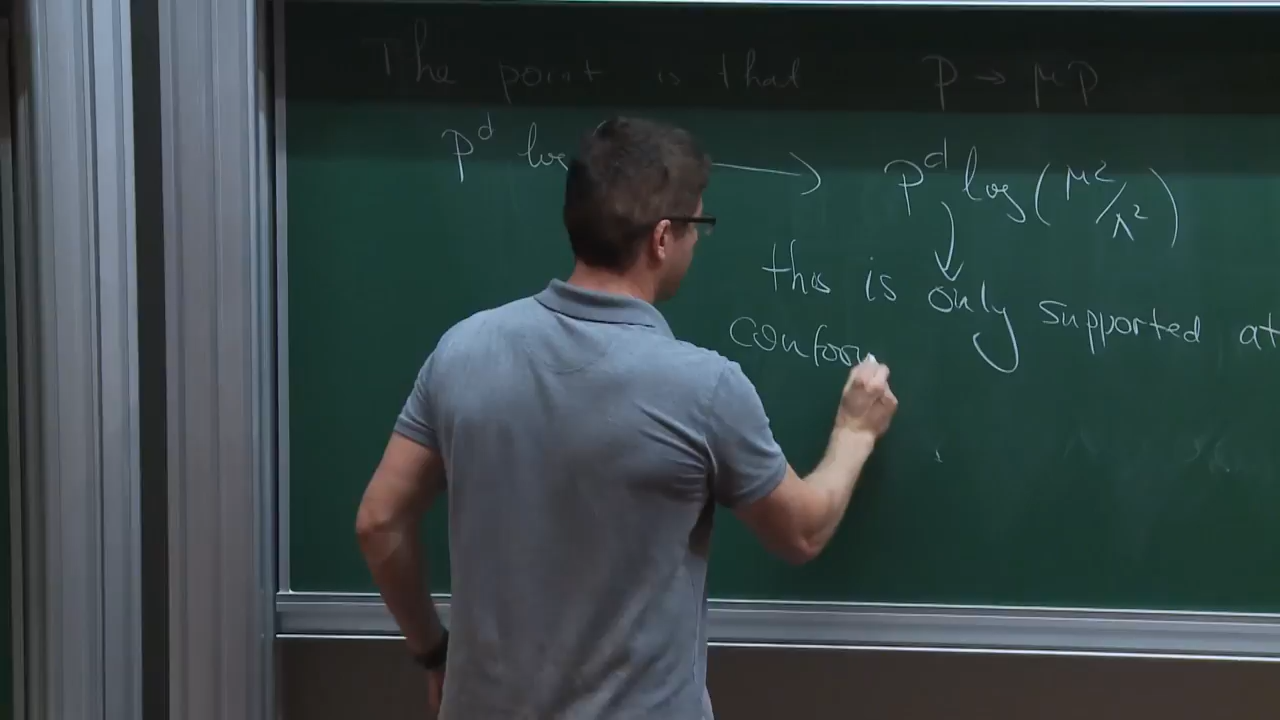 The point is that P → μP
p^d log → p^d log(μ²/Λ²)
this is only supported at
confor